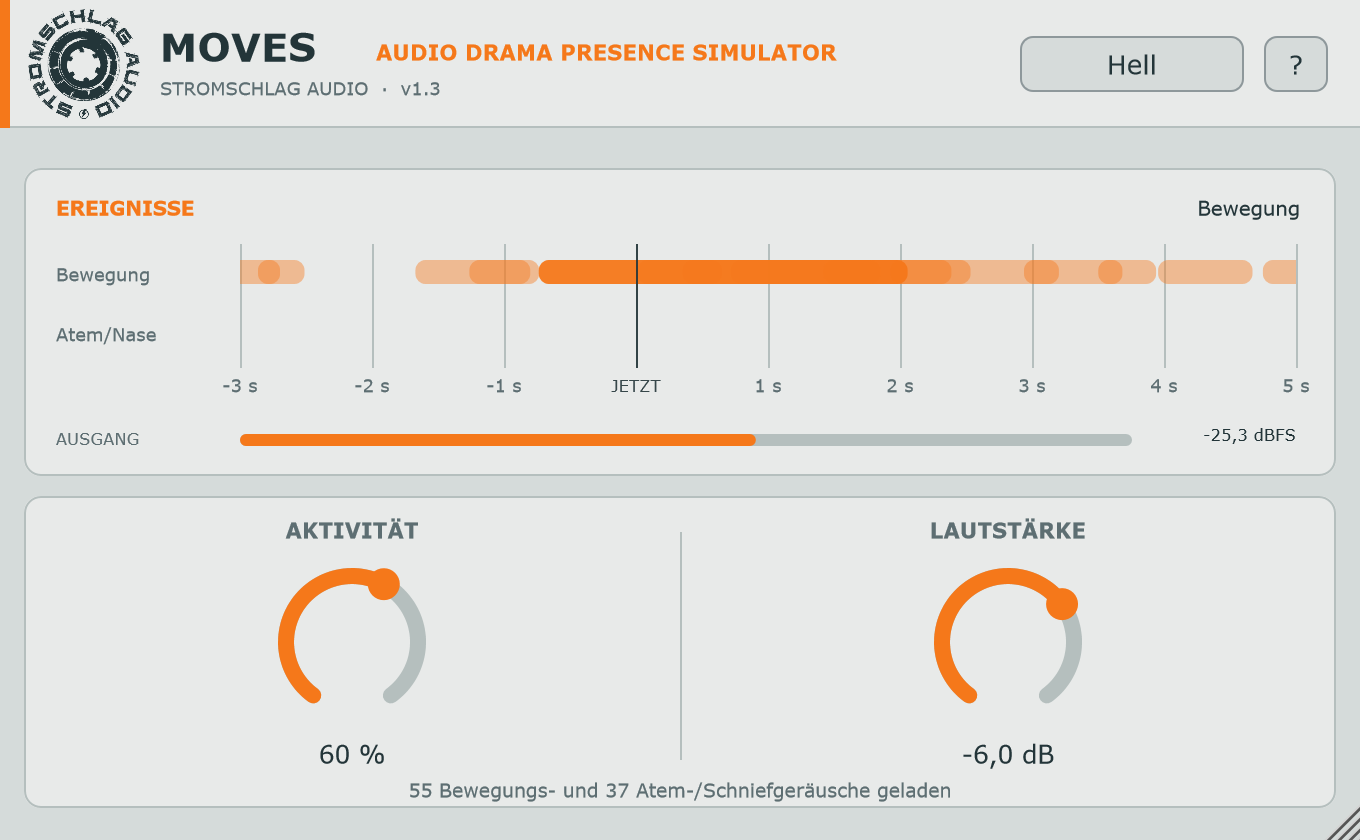 STROMSCHLAG AUDIO
MOVES
AUDIO DRAMA PRESENCE SIMULATOR
STROMSCHLAG AUDIO · v1.3
Hell
?
EREIGNISSE
Bewegung
Bewegung
Atem/Nase
-3 s
-2 s
-1 s
JETZT
1 s
2 s
3 s
4 s
5 s
AUSGANG
-25,3 dBFS
AKTIVITÄT
LAUTSTÄRKE
60 %
-6,0 dB
55 Bewegungs- und 37 Atem-/Schniefgeräusche geladen